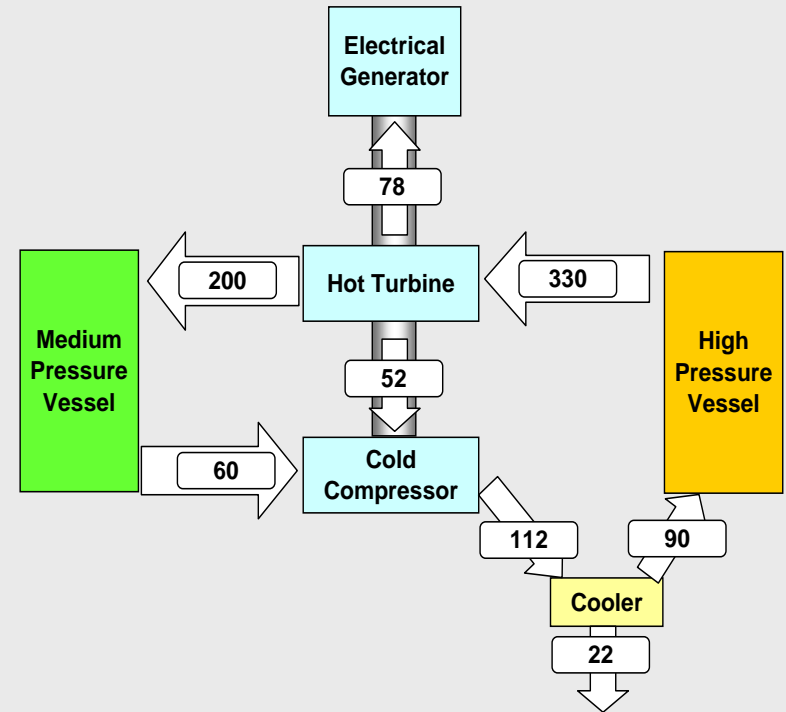 Electrical
Generator
78
200
Hot Turbine
330
Medium
Pressure
Vessel
High
Pressure
Vessel
52
60
Cold
Compressor
112
90
Cooler
22